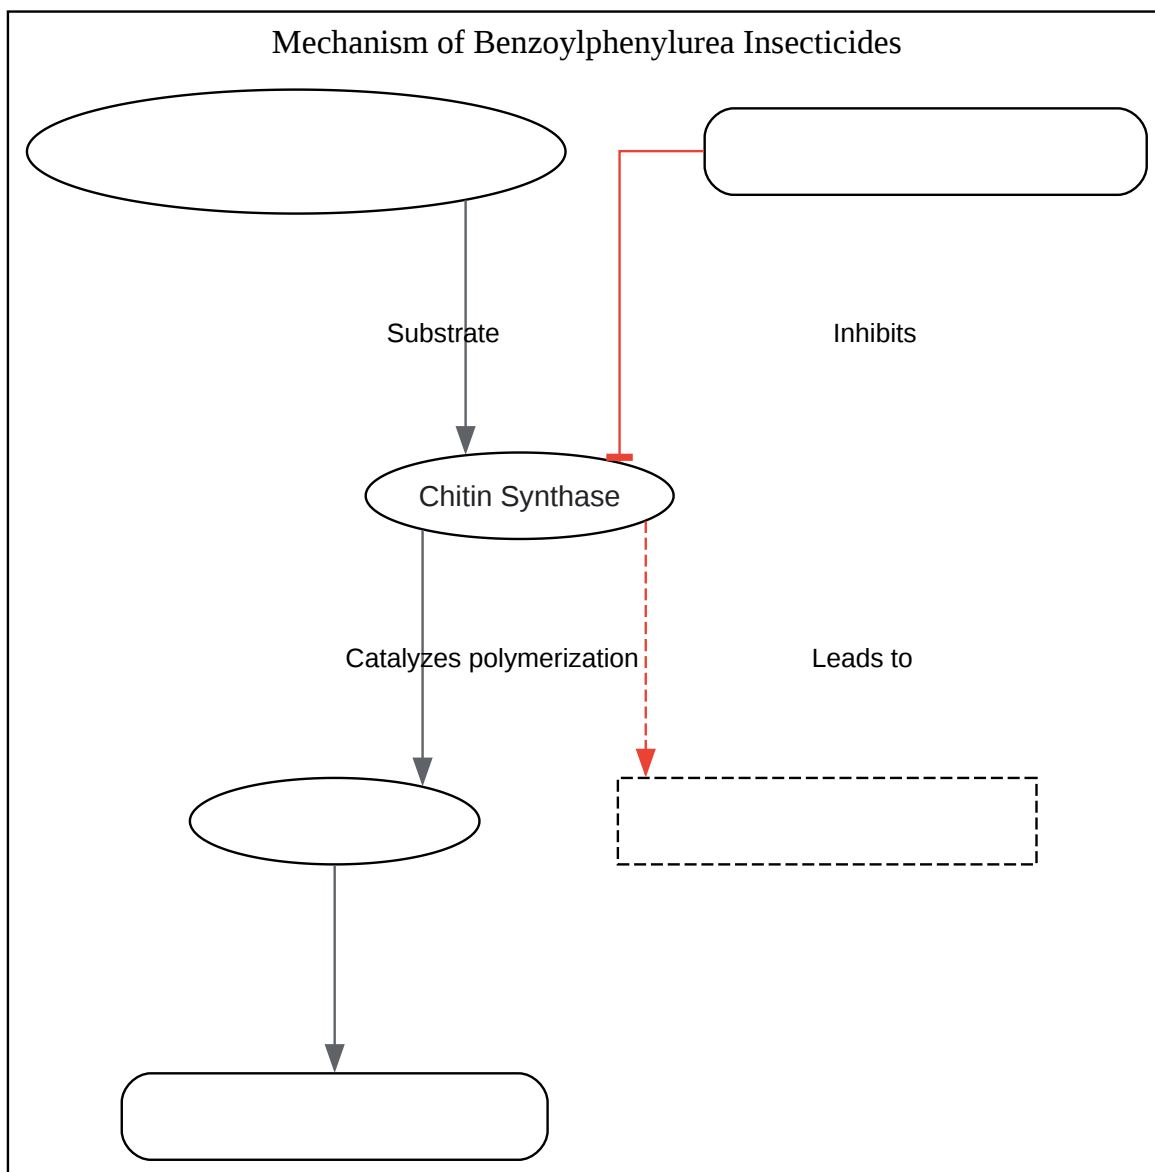 Mechanism of Benzoylphenylurea Insecticides
Substrate
Inhibits
Chitin Synthase
Catalyzes polymerization
Leads to